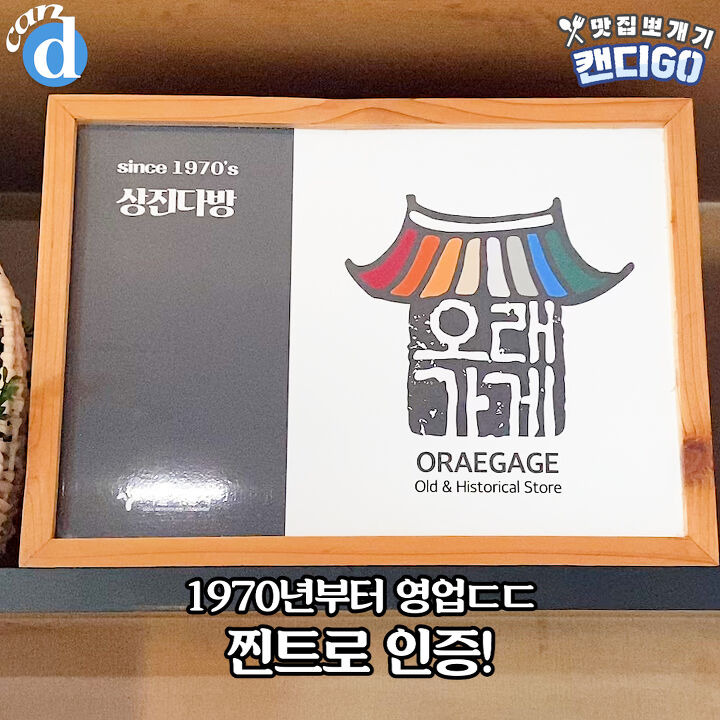 can
d
맛집뽀개기
캔디GO
since 1970's
상진다방
오래
가게
ORAEGAGE
Old & Historical Store
1970년부터 영업ㄷㄷ
찐트로 인증!